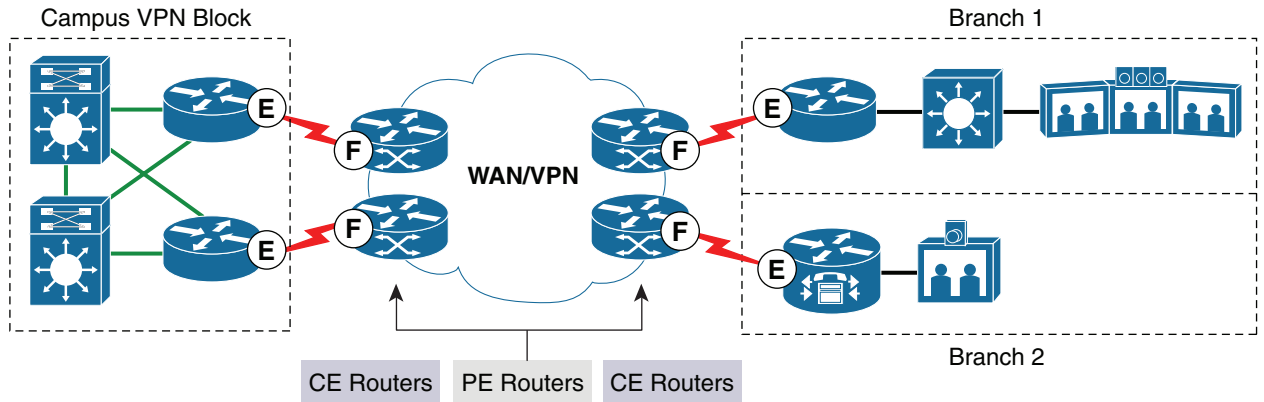 Campus VPN Block
Branch 1
E
F
F
E
WAN/VPN
E
F
F
E
Branch 2
CE Routers
PE Routers
CE Routers